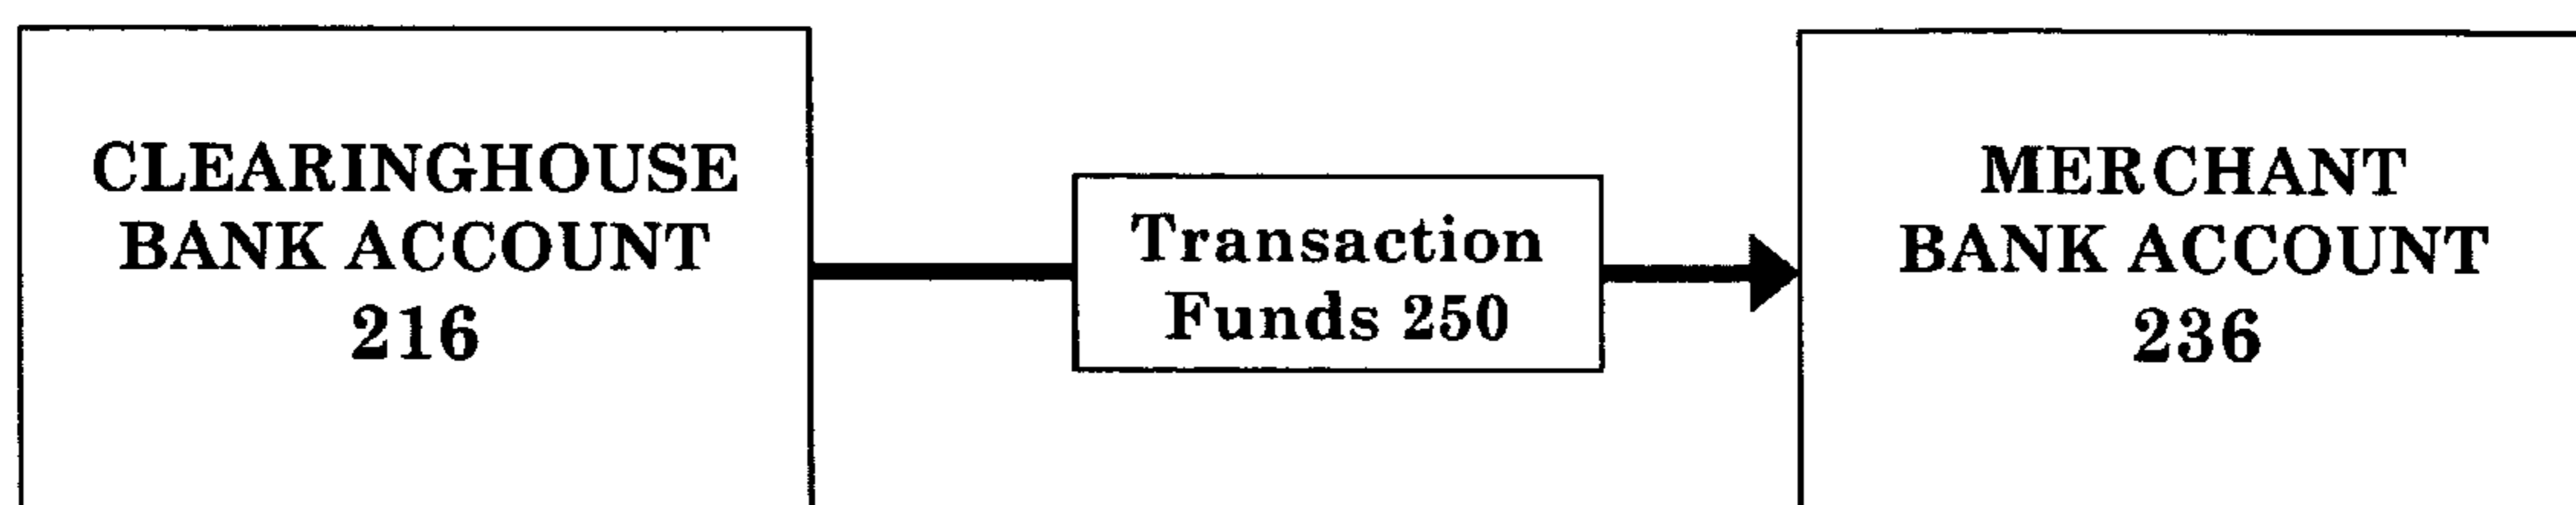 CLEARINGHOUSE
BANK ACCOUNT
216
Transaction
Funds 250
MERCHANT
BANK ACCOUNT
236